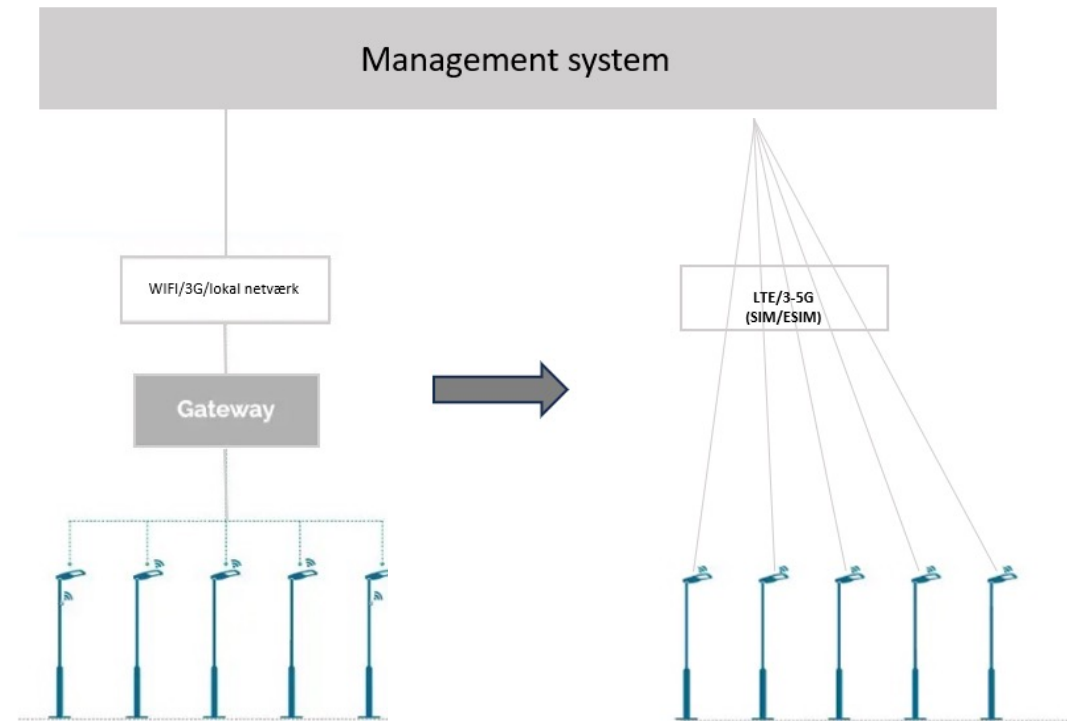 Management system
WIFI/3G/lokal netværk
Gateway
LTE/3-5G
(SIM/ESIM)